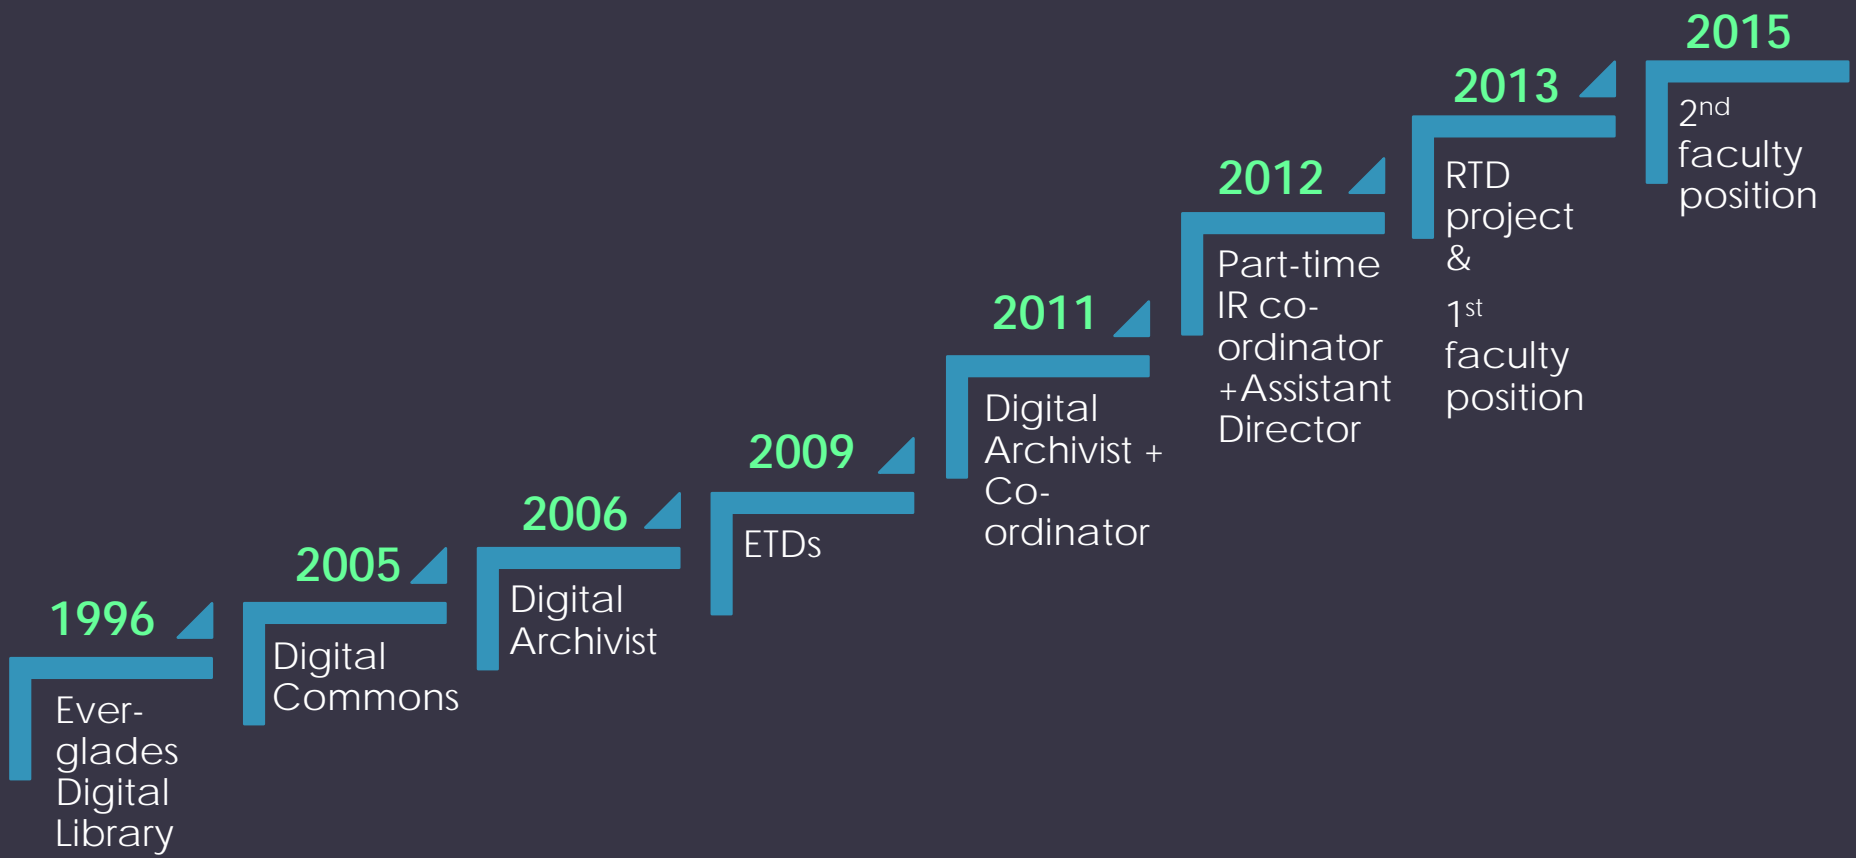 1996
Ever-
glades
Digital
Library
2005
Digital
Commons
2006
Digital
Archivist
2009
ETDs
2011
Digital
Archivist +
Co-
ordinator
2012
Part-time
IR co-
ordinator
+Assistant
Director
2013
RTD
project
&
1st
faculty
position
2015
2nd
faculty
position